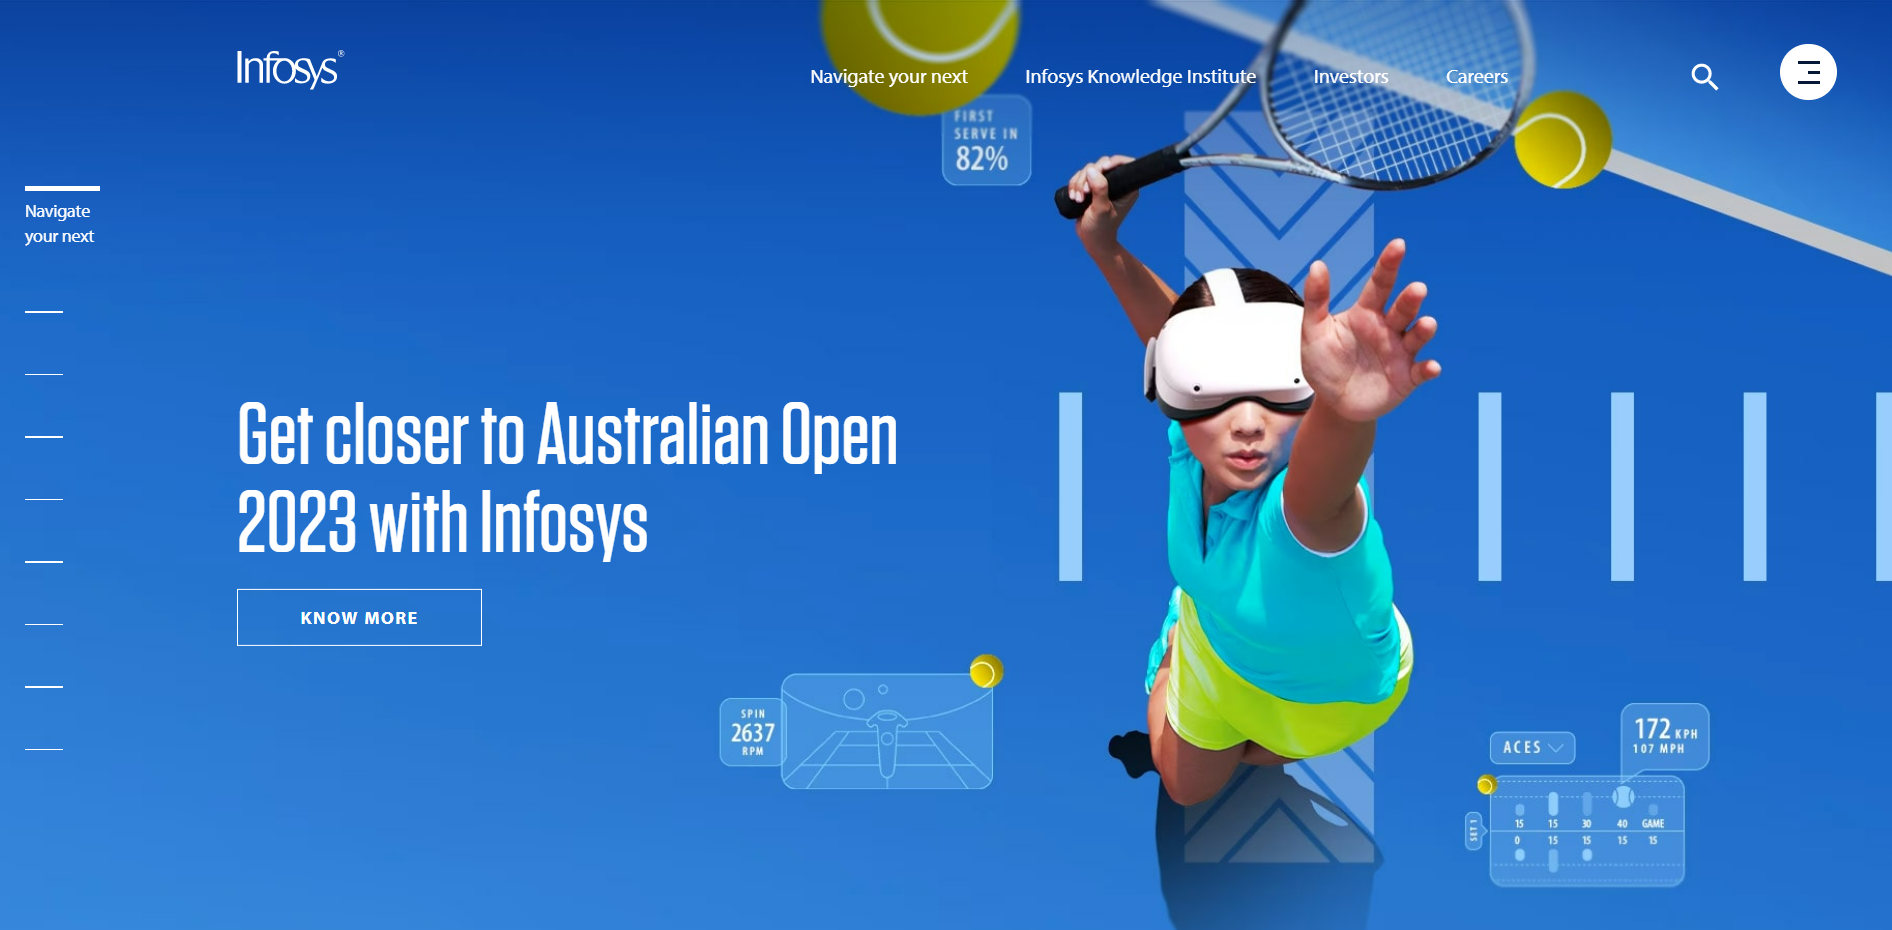 Infosys®
Navigate your next
Infosys Knowledge Institute
Investors
Careers
FIRST
SERVE IN
82%
Navigate
your next
Get closer to Australian Open
2023 with Infosys
KNOW MORE
SPIN
2637
RPM
172 KPH
107 MPH
ACES
SET 1
15 15 30 40 GAME
0 15 15 15 15